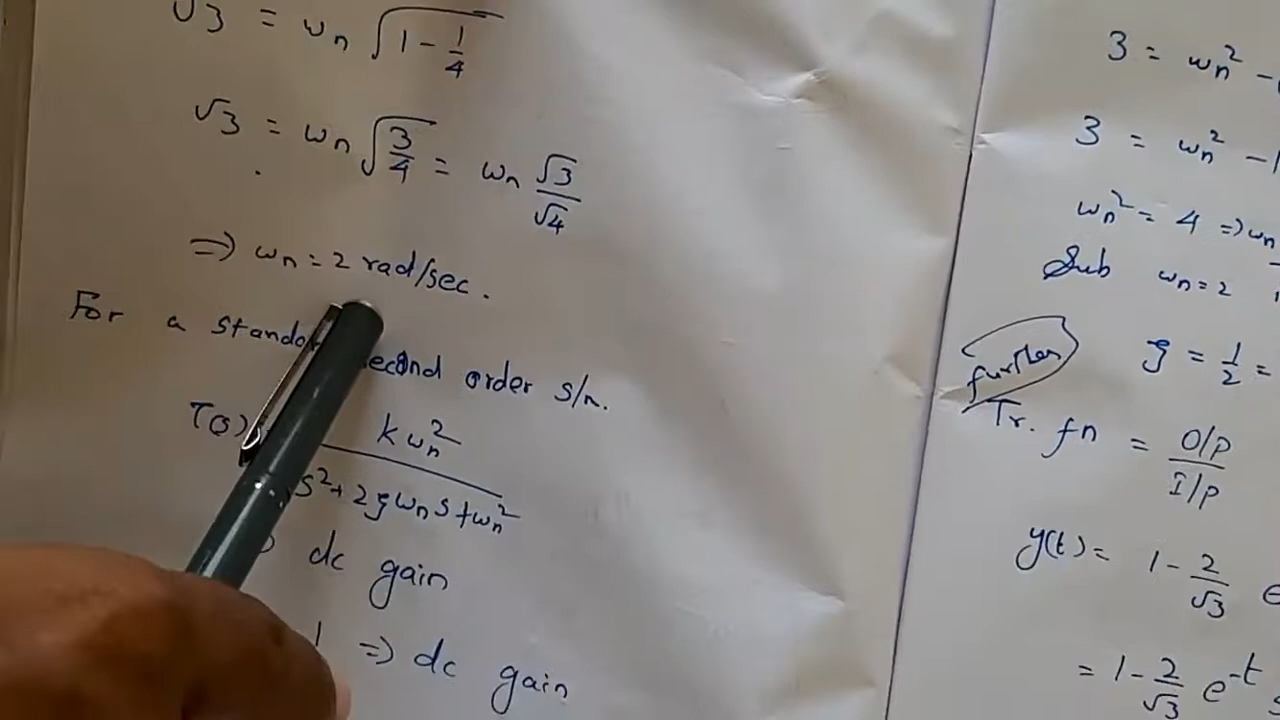 √3 = ωn √(1 - 1/4)
√3 = ωn √(3/4) = ωn √3/√4
⇒ ωn = 2 rad/sec.
For a second order s/n.
T(s) kωn²
s² + 2ξωn s + ωn²
dc gain
1 ⇒ dc gain
3 = ωn² -
3 = ωn² -
ωn² = 4 ⇒ ωn
Sub ωn = 2
ξ = 1/2 =
further
Tr. fn = O/P / I/P
y(t) = 1 - 2/√3 e
= 1 - 2/√3 e^-t